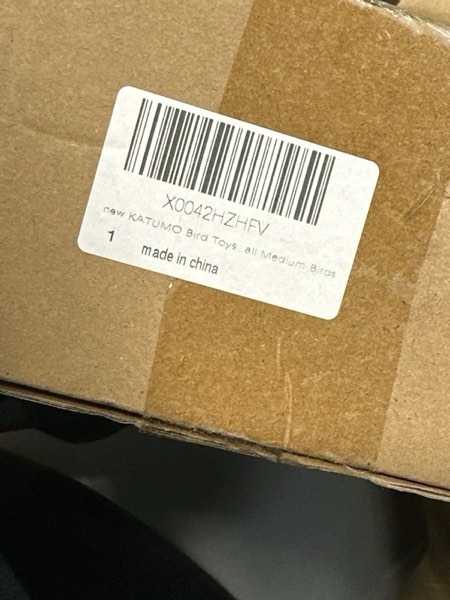 X0042HZHFV
new KATUMO Bird Toys all Medium Birds
1
made in china